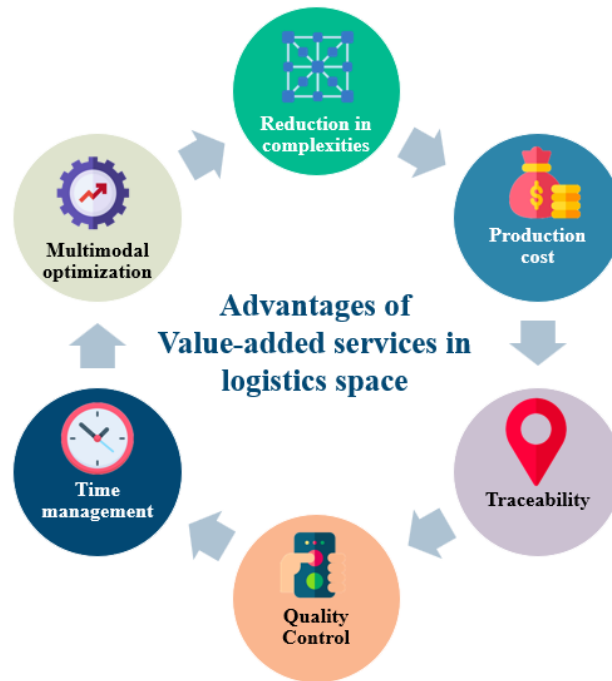 Reduction in
complexities
Production
cost
Traceability
Quality
Control
Time
management
Multimodal
optimization
Advantages of
Value-added services in
logistics space